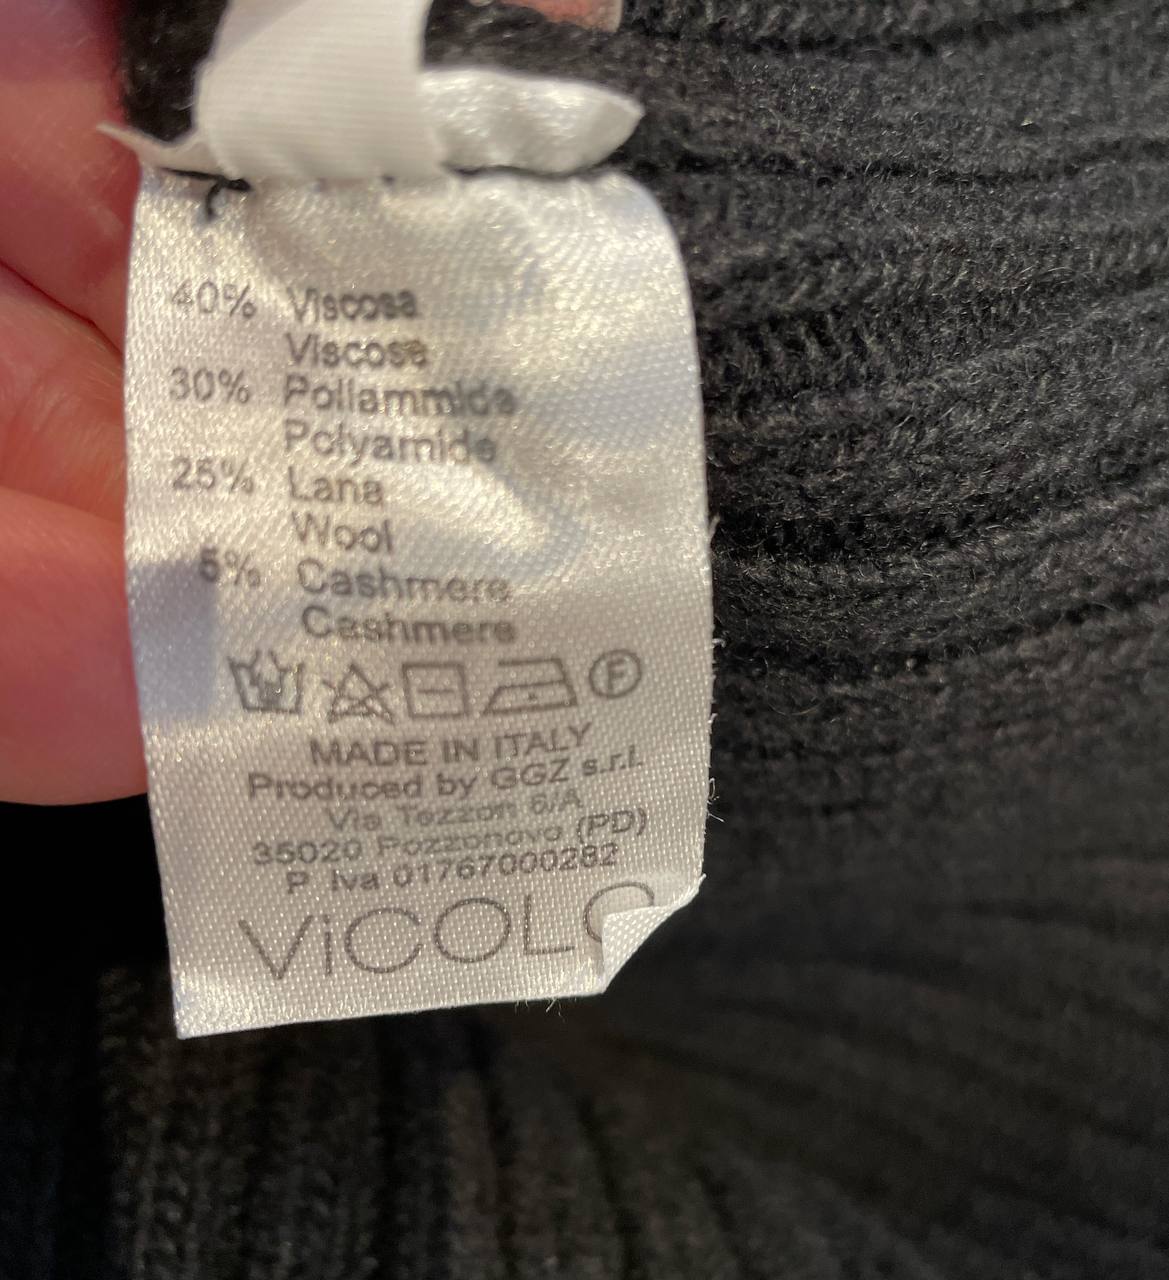 40% Viscosa
Viscose
30% Poliammide
Polyamide
25% Lana
Wool
5% Cashmere
Cashmere
F
MADE IN ITALY
Produced by GGZ s.r.l.
Via Tezzon 6/A
35020 Pozzonovo (PD)
P. Iva 01767000282
ViCOLO